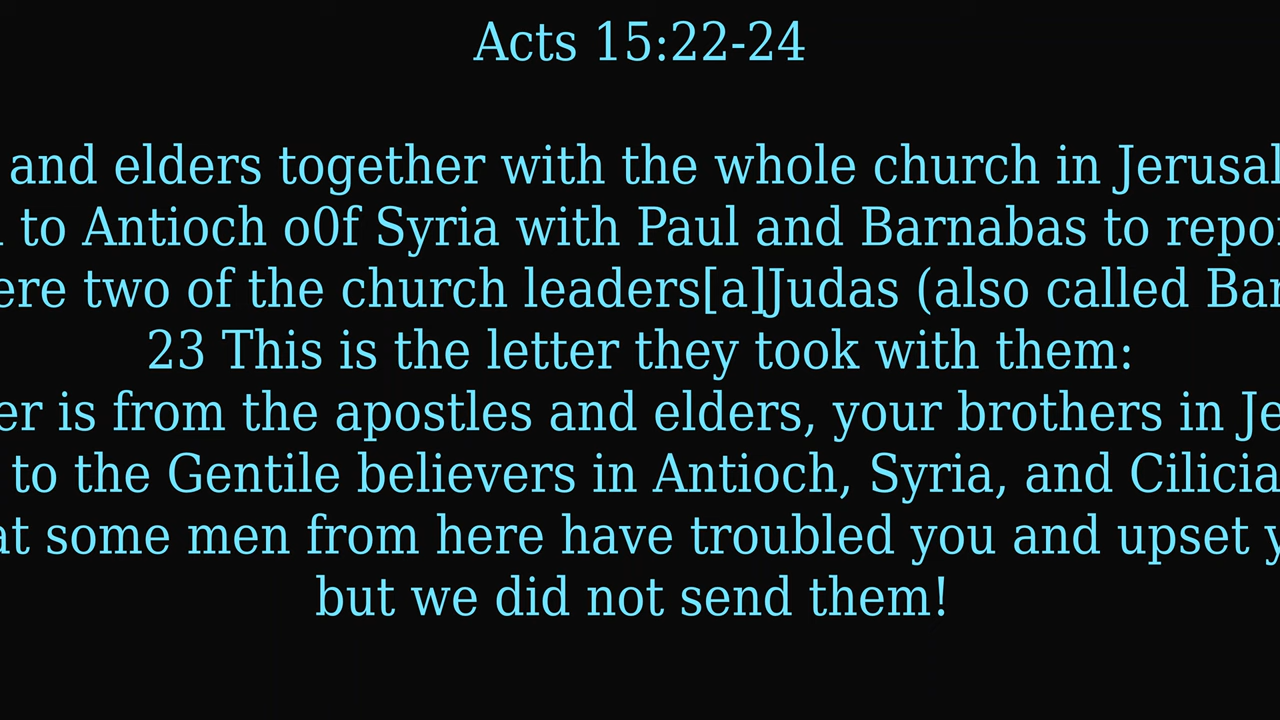 Acts 15:22-24
and elders together with the whole church in Jerusal
to Antioch o0f Syria with Paul and Barnabas to repo
ere two of the church leaders[a]Judas (also called Bar
23 This is the letter they took with them:
er is from the apostles and elders, your brothers in Je
to the Gentile believers in Antioch, Syria, and Cilicia
at some men from here have troubled you and upset y
but we did not send them!